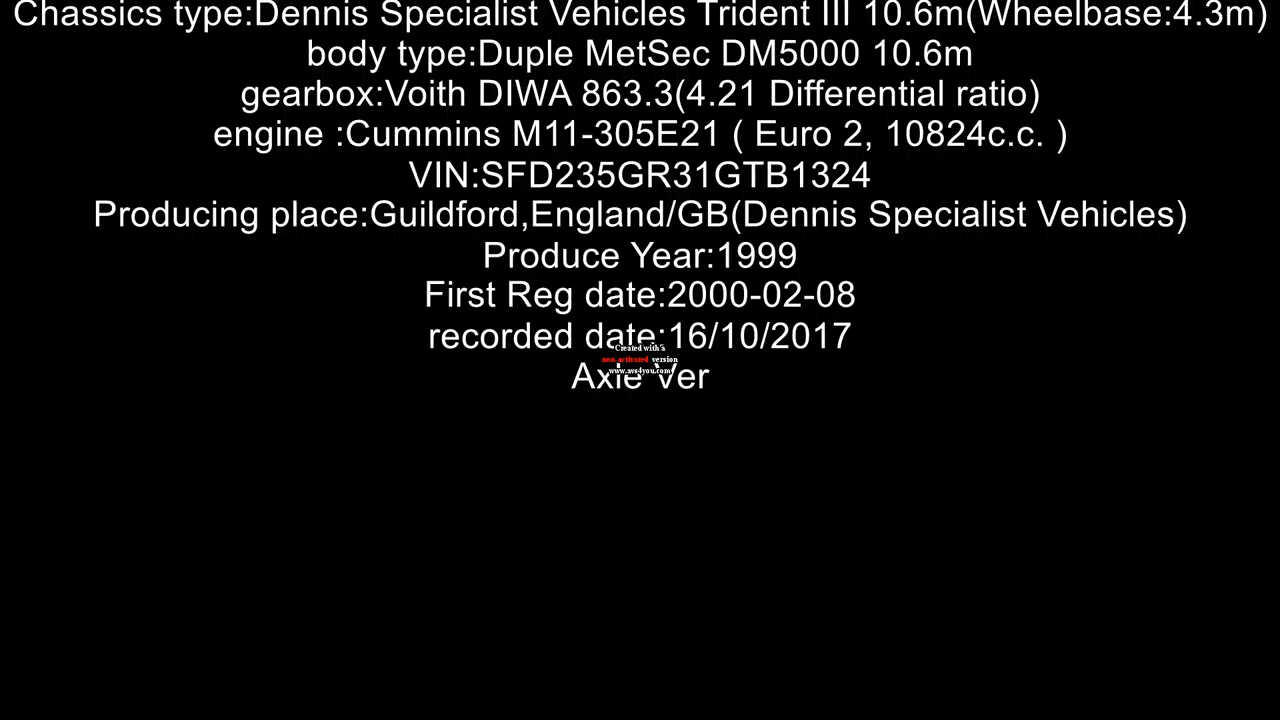 Chassics type:Dennis Specialist Vehicles Trident III 10.6m(Wheelbase:4.3m)
body type:Duple MetSec DM5000 10.6m
gearbox:Voith DIWA 863.3(4.21 Differential ratio)
engine :Cummins M11-305E21 ( Euro 2, 10824c.c. )
VIN:SFD235GR31GTB1324
Producing place:Guildford,England/GB(Dennis Specialist Vehicles)
Produce Year:1999
First Reg date:2000-02-08
recorded date:16/10/2017
Created with a
non activated version
www.avs4you.com
Axle Ver